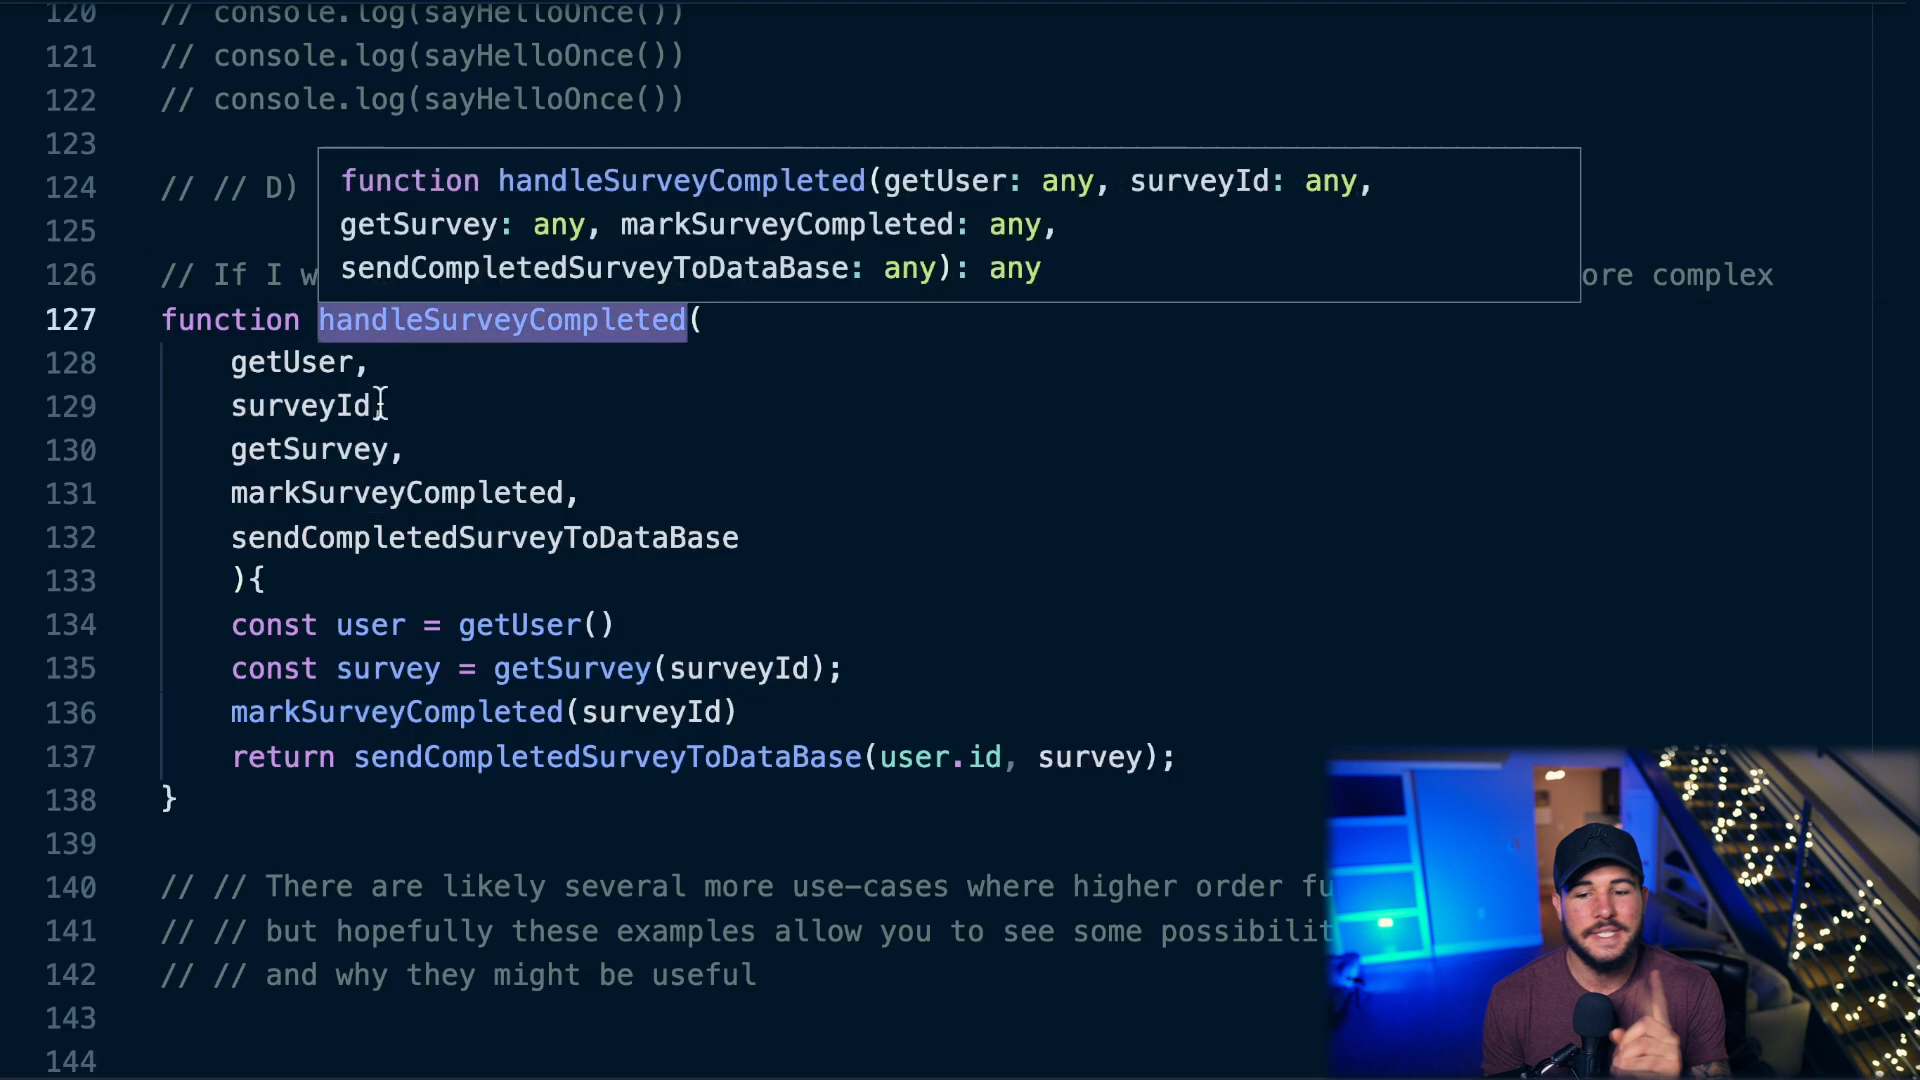 120 // console.log(sayHelloOnce())
121 // console.log(sayHelloOnce())
122 // console.log(sayHelloOnce())
123
function handleSurveyCompleted(getUser: any, surveyId: any,
124 // // D)
getSurvey: any, markSurveyCompleted: any,
125
sendCompletedSurveyToDataBase: any): any
126 // If I w ore complex
127 function handleSurveyCompleted(
128 getUser,
129 surveyId,
130 getSurvey,
131 markSurveyCompleted,
132 sendCompletedSurveyToDataBase
133 ){
134 const user = getUser()
135 const survey = getSurvey(surveyId);
136 markSurveyCompleted(surveyId)
137 return sendCompletedSurveyToDataBase(user.id, survey);
138 }
139
140 // // There are likely several more use-cases where higher order fu
141 // // but hopefully these examples allow you to see some possibilit
142 // // and why they might be useful
143
144